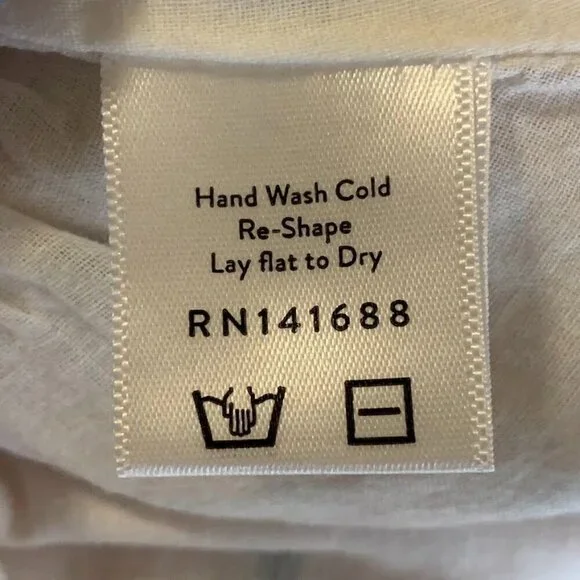 Hand Wash Cold
Re-Shape
Lay flat to Dry
RN141688